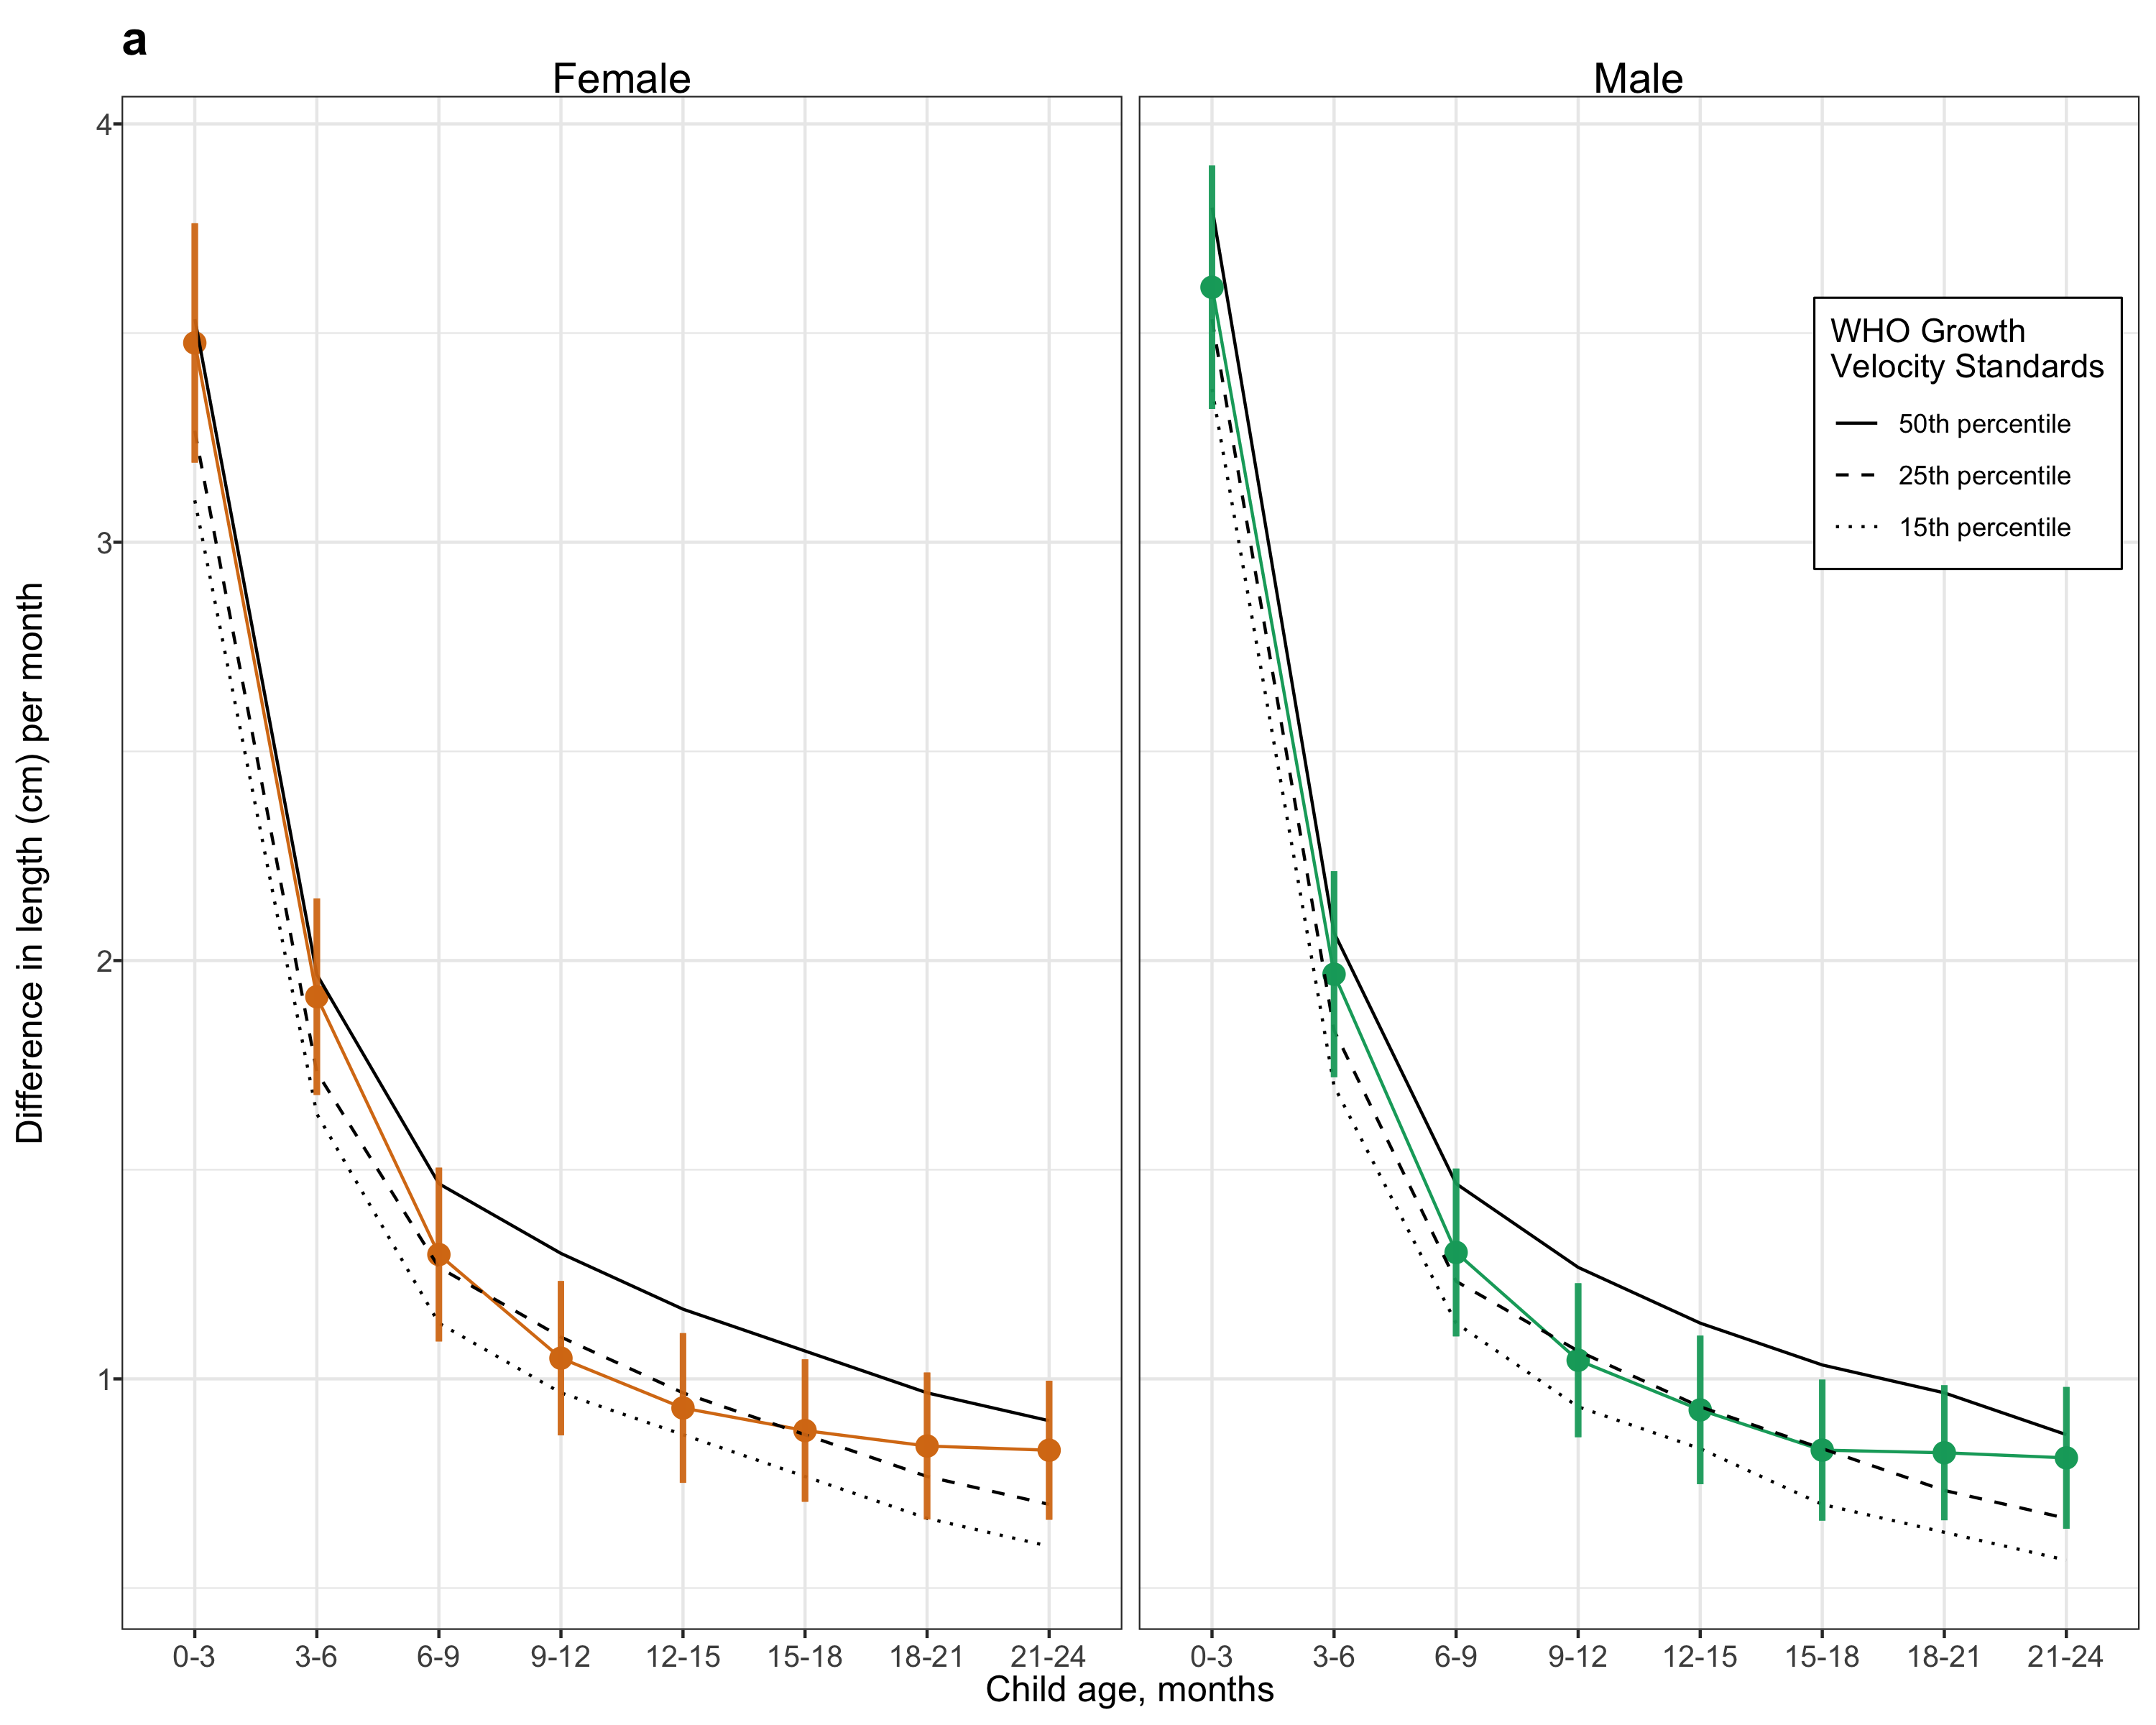 a
Female
Male
4
3
2
1
Difference in length (cm) per month
WHO Growth
Velocity Standards
50th percentile
25th percentile
15th percentile
0-3 3-6 6-9 9-12 12-15 15-18 18-21 21-24
0-3 3-6 6-9 9-12 12-15 15-18 18-21 21-24
Child age, months